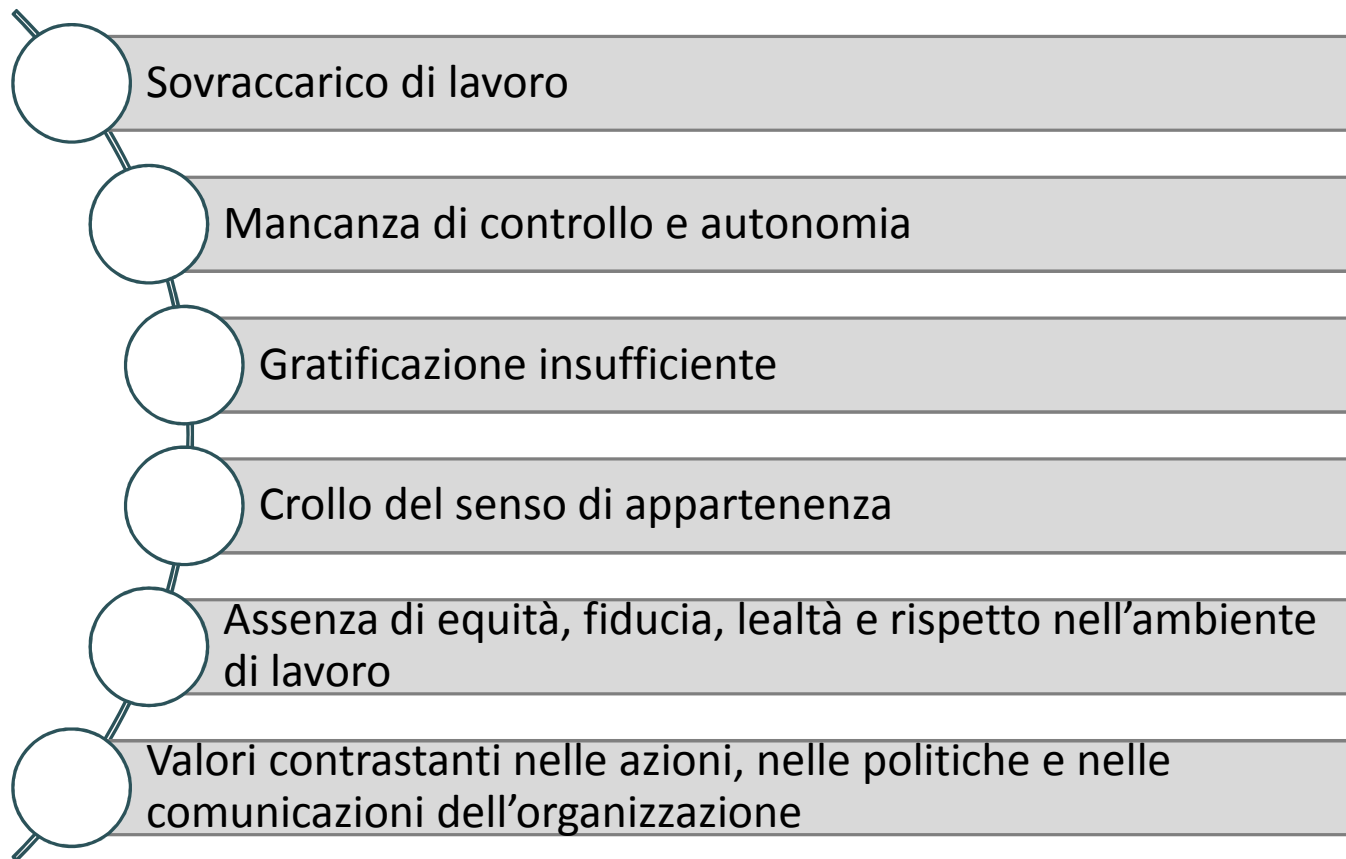 Sovraccarico di lavoro
Mancanza di controllo e autonomia
Gratificazione insufficiente
Crollo del senso di appartenenza
Assenza di equità, fiducia, lealtà e rispetto nell’ambiente
di lavoro
Valori contrastanti nelle azioni, nelle politiche e nelle
comunicazioni dell’organizzazione